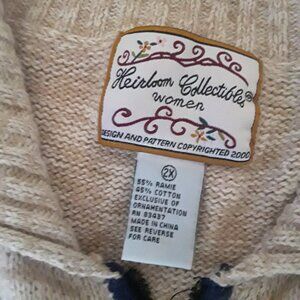 Heirloom Collectibles®
women
DESIGN AND PATTERN COPYRIGHTED 2000
2X
55% RAMIE
45% COTTON
EXCLUSIVE OF
ORNAMENTATION
RN 83437
MADE IN CHINA
SEE REVERSE
FOR CARE